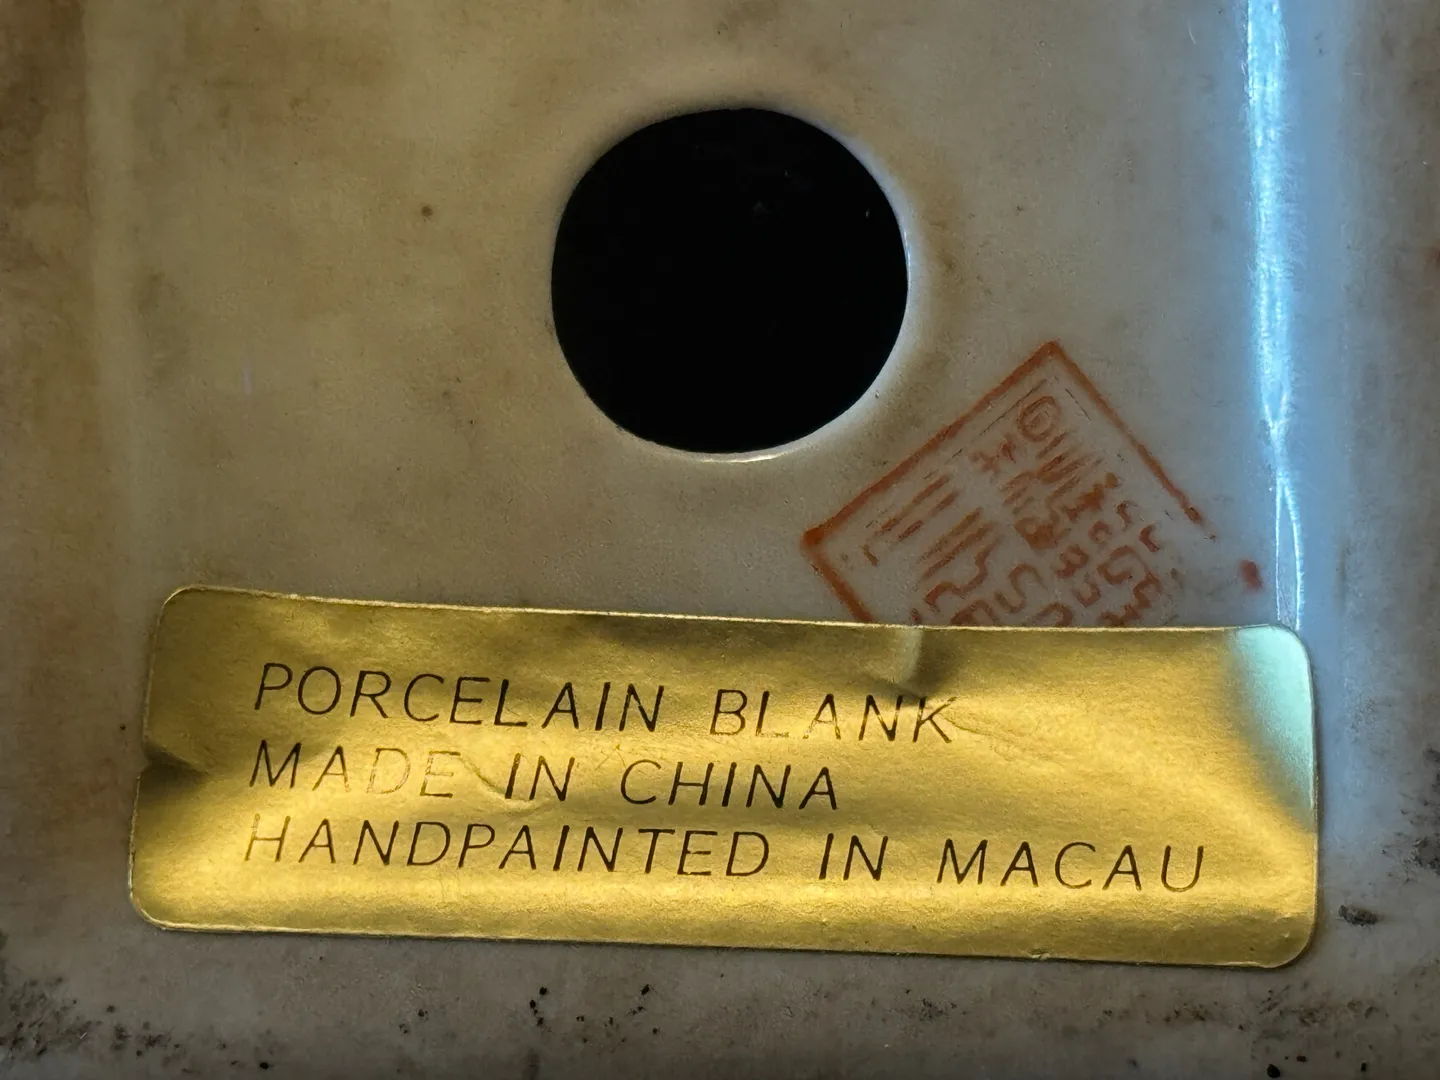 PORCELAIN BLANK
MADE IN CHINA
HANDPAINTED IN MACAU